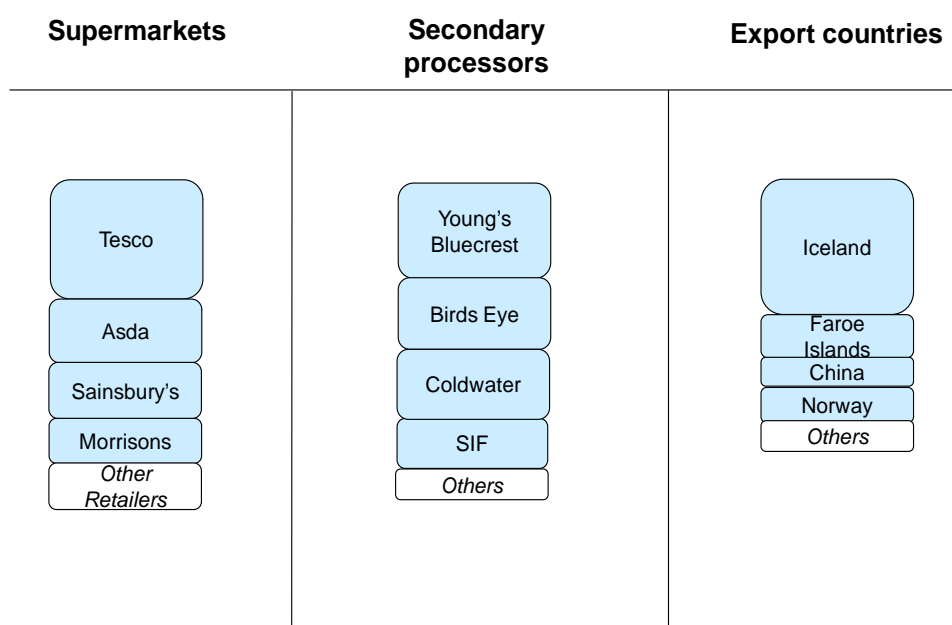 Supermarkets
Secondary
processors
Export countries
Tesco
Asda
Sainsbury’s
Morrisons
Other
Retailers
Young’s
Bluecrest
Birds Eye
Coldwater
SIF
Others
Iceland
Faroe
Islands
China
Norway
Others